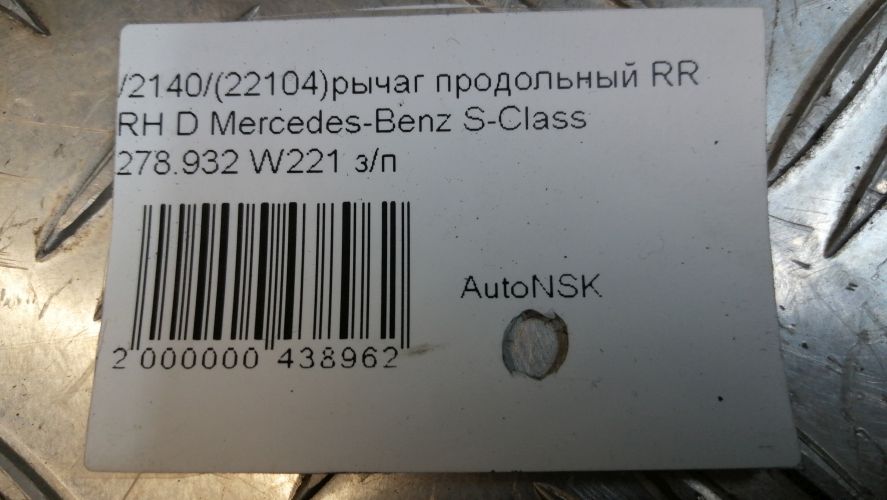 /2140/(22104)рычаг продольный RR
RH D Mercedes-Benz S-Class
278.932 W221 з/п
AutoNSK
2 000000 438962